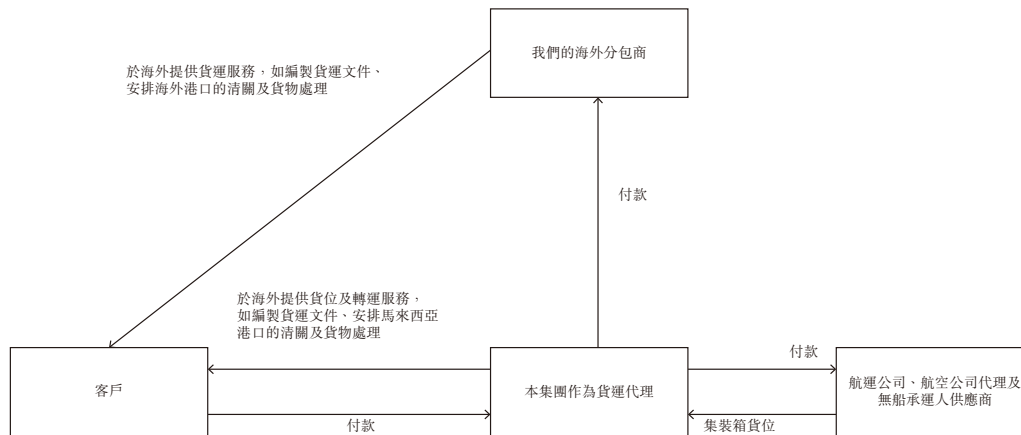 我們的海外分包商
於海外提供貨運服務，如編製貨運文件、
安排海外港口的清關及貨物處理
付款
於海外提供貨位及轉運服務，
如編製貨運文件、安排馬來西亞
港口的清關及貨物處理
付款
客戶
本集團作為貨運代理
航運公司、航空公司代理及
無船承運人供應商
付款
集裝箱貨位